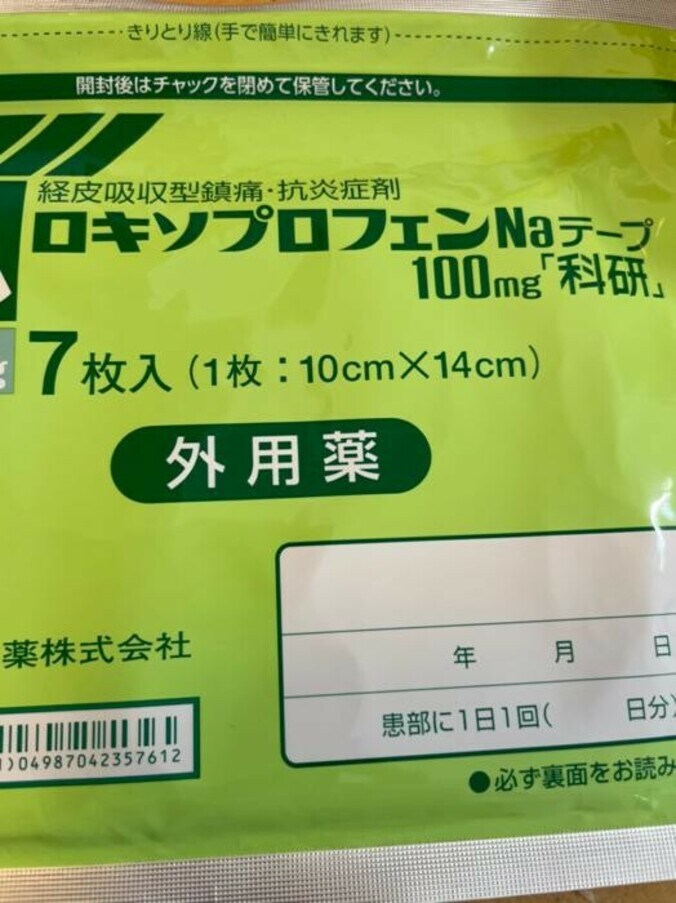 きりとり線(手で簡単にきれます)
開封後はチャックを閉めて保管してください。
経皮吸収型鎮痛・抗炎症剤
ロキソプロフェンNaテープ
100mg「科研」
7枚入(1枚:10cm×14cm)
外用薬
年 月 日
薬株式会社
患部に1日1回( 日分)
)04987042357612
●必ず裏面をお読み